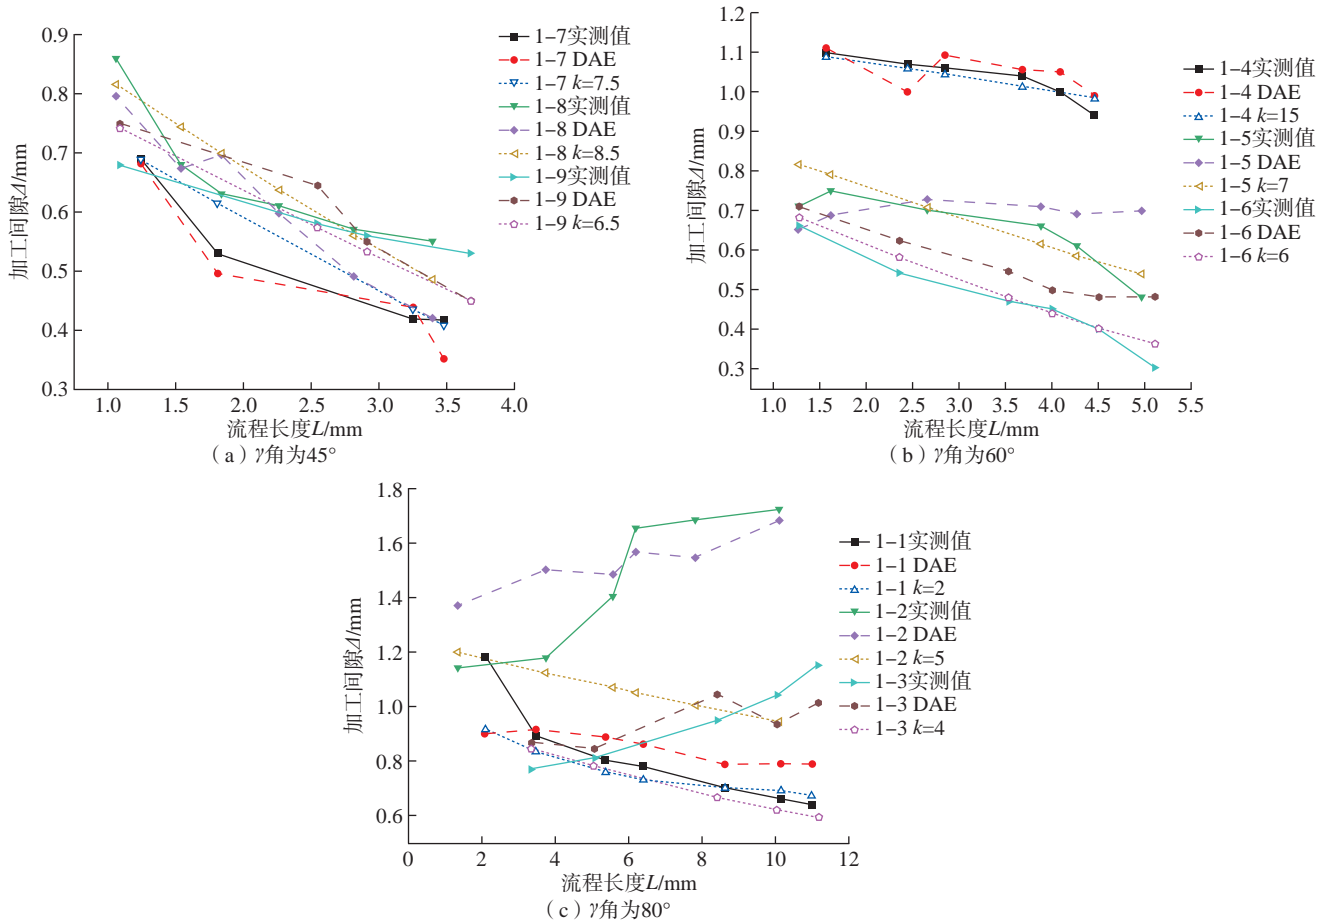 0.9
0.8
0.7
0.6
0.5
0.4
0.3
加工间隙Δ/mm
1.0 1.5 2.0 2.5 3.0 3.5 4.0
流程长度L/mm
(a)γ角为45°
1-7实测值
1-7 DAE
1-7 k=7.5
1-8实测值
1-8 DAE
1-8 k=8.5
1-9实测值
1-9 DAE
1-9 k=6.5
1.2
1.1
1.0
0.9
0.8
0.7
0.6
0.5
0.4
0.3
加工间隙Δ/mm
1.0 1.5 2.0 2.5 3.0 3.5 4.0 4.5 5.0 5.5
流程长度L/mm
(b)γ角为60°
1-4实测值
1-4 DAE
1-4 k=15
1-5实测值
1-5 DAE
1-5 k=7
1-6实测值
1-6 DAE
1-6 k=6
1.8
1.6
1.4
1.2
1.0
0.8
0.6
加工间隙Δ/mm
0 2 4 6 8 10 12
流程长度L/mm
(c)γ角为80°
1-1实测值
1-1 DAE
1-1 k=2
1-2实测值
1-2 DAE
1-2 k=5
1-3实测值
1-3 DAE
1-3 k=4